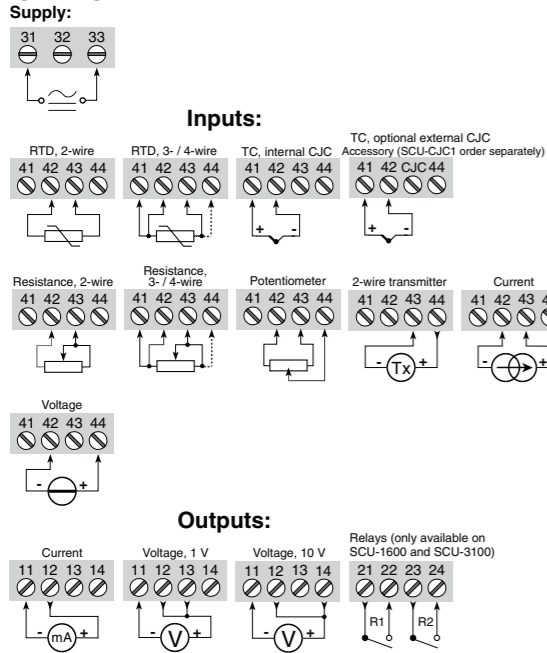 Supply:
31 32 33
Inputs:
RTD, 2-wire
41 42 43 44
RTD, 3- / 4-wire
41 42 43 44
TC, internal CJC
41 42 43 44
+ -
TC, optional external CJC
Accessory (SCU-CJC1 order separately)
41 42 CJC 44
+ -
Resistance, 2-wire
41 42 43 44
Resistance,
3- / 4-wire
41 42 43 44
Potentiometer
41 42 43 44
2-wire transmitter
41 42 43 44
- Tx +
Current
41 42 43 4
- +
Voltage
41 42 43 44
- +
Outputs:
Current
11 12 13 14
- mA +
Voltage, 1 V
11 12 13 14
- V +
Voltage, 10 V
11 12 13 14
- V +
Relays (only available on
SCU-1600 and SCU-3100)
21 22 23 24
R1 R2